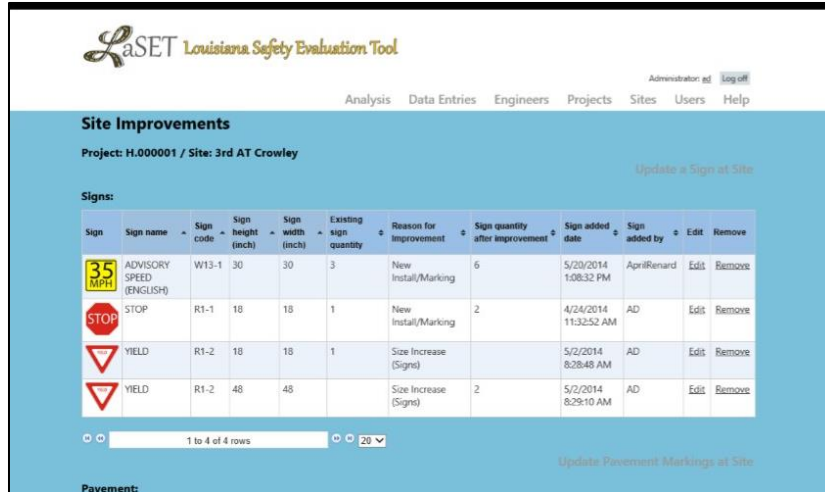 LaSET Louisiana Safety Evaluation Tool
Administrator: ad Log off
Analysis Data Entries Engineers Projects Sites Users Help
Site Improvements
Project: H.000001 / Site: 3rd AT Crowley
Update a Sign at Site
Signs:
Sign Sign name Sign code Sign height (inch) Sign width (inch) Existing sign quantity Reason for Improvement Sign quantity after improvement Sign added date Sign added by Edit Remove
35 MPH ADVISORY SPEED (ENGLISH) W13-1 30 30 3 New Install/Marking 6 5/20/2014 1:08:32 PM AprilRenard Edit Remove
STOP STOP R1-1 18 18 1 New Install/Marking 2 4/24/2014 11:32:52 AM AD Edit Remove
YIELD R1-2 18 18 1 Size Increase (Signs) 5/2/2014 8:28:48 AM AD Edit Remove
YIELD R1-2 48 48 Size Increase (Signs) 2 5/2/2014 8:29:10 AM AD Edit Remove
1 to 4 of 4 rows 20
Update Pavement Markings at Site
Pavement: